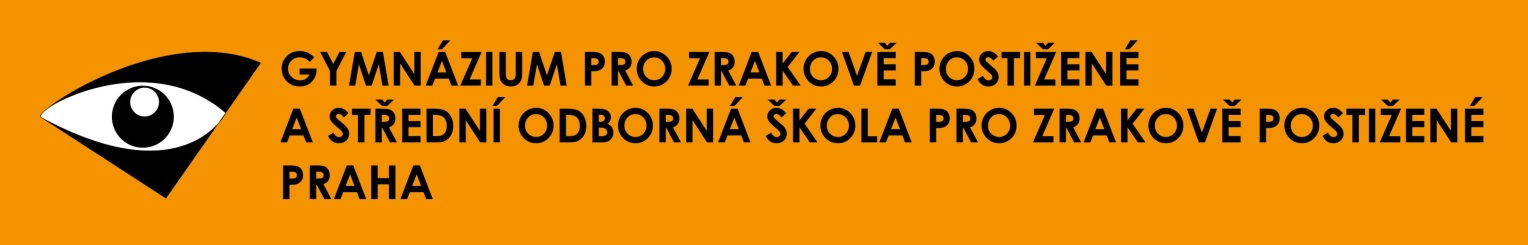 GYMNÁZIUM PRO ZRAKOVĚ POSTIŽENÉ
A STŘEDNÍ ODBORNÁ ŠKOLA PRO ZRAKOVĚ POSTIŽENÉ
PRAHA